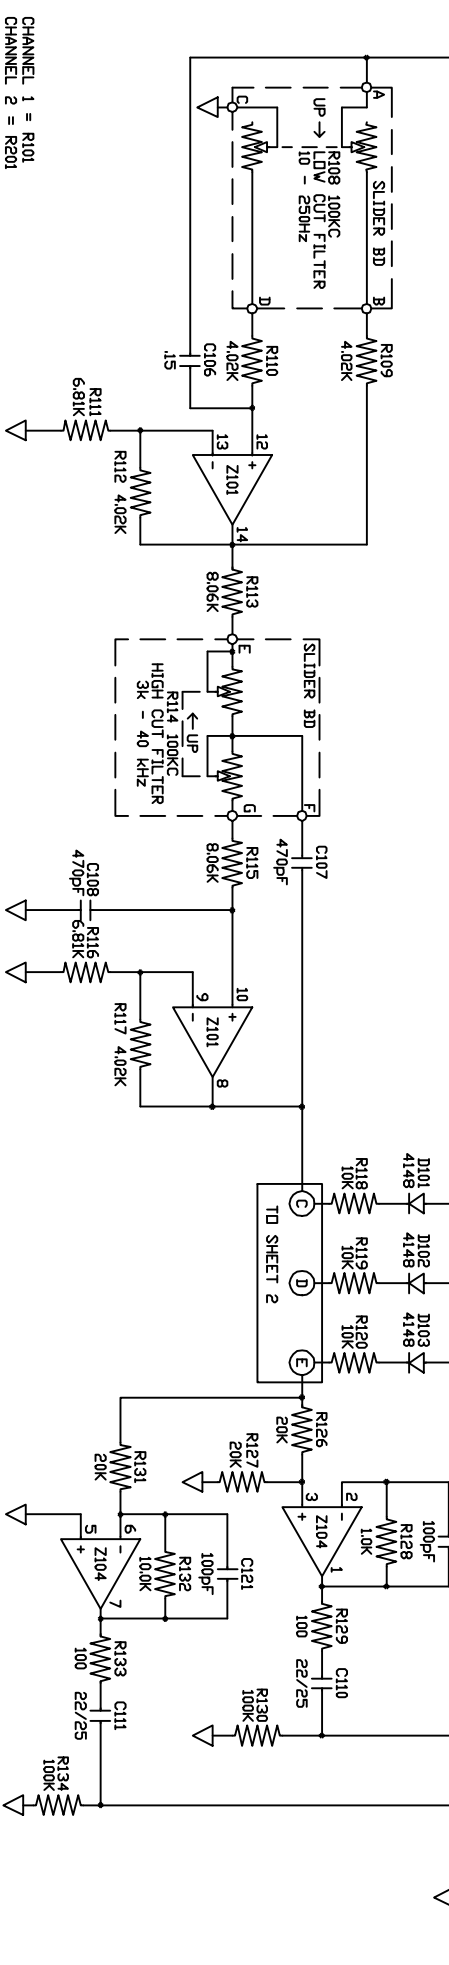 A
C
UP →
R108 100KC
LOW CUT FILTER
10 - 250Hz
SLIDER BD
B
D
R109
4.02K
R110
4.02K
C106
.15
R111
6.81K
R112 4.02K
12
13
+
-
Z101
14
R113
8.06K
SLIDER BD
E
← UP
R114 100KC
HIGH CUT FILTER
3k - 40 kHz
F
G
C107
470pF
R115
8.06K
C108
470pF
R116
6.81K
R117 4.02K
10
9
+
-
Z101
8
D101
4148
D102
4148
D103
4148
R118
10K
R119
10K
R120
10K
C
D
E
TO SHEET 2
R126
20K
R127
20K
2
3
-
+
Z104
1
100pF
R128
1.0K
R129
100
C110
22/25
R130
100K
R131
20K
6
5
-
+
Z104
7
C121
100pF
R132
10.0K
R133
100
C111
22/25
R134
100K
CHANNEL 1 = R101
CHANNEL 2 = R201